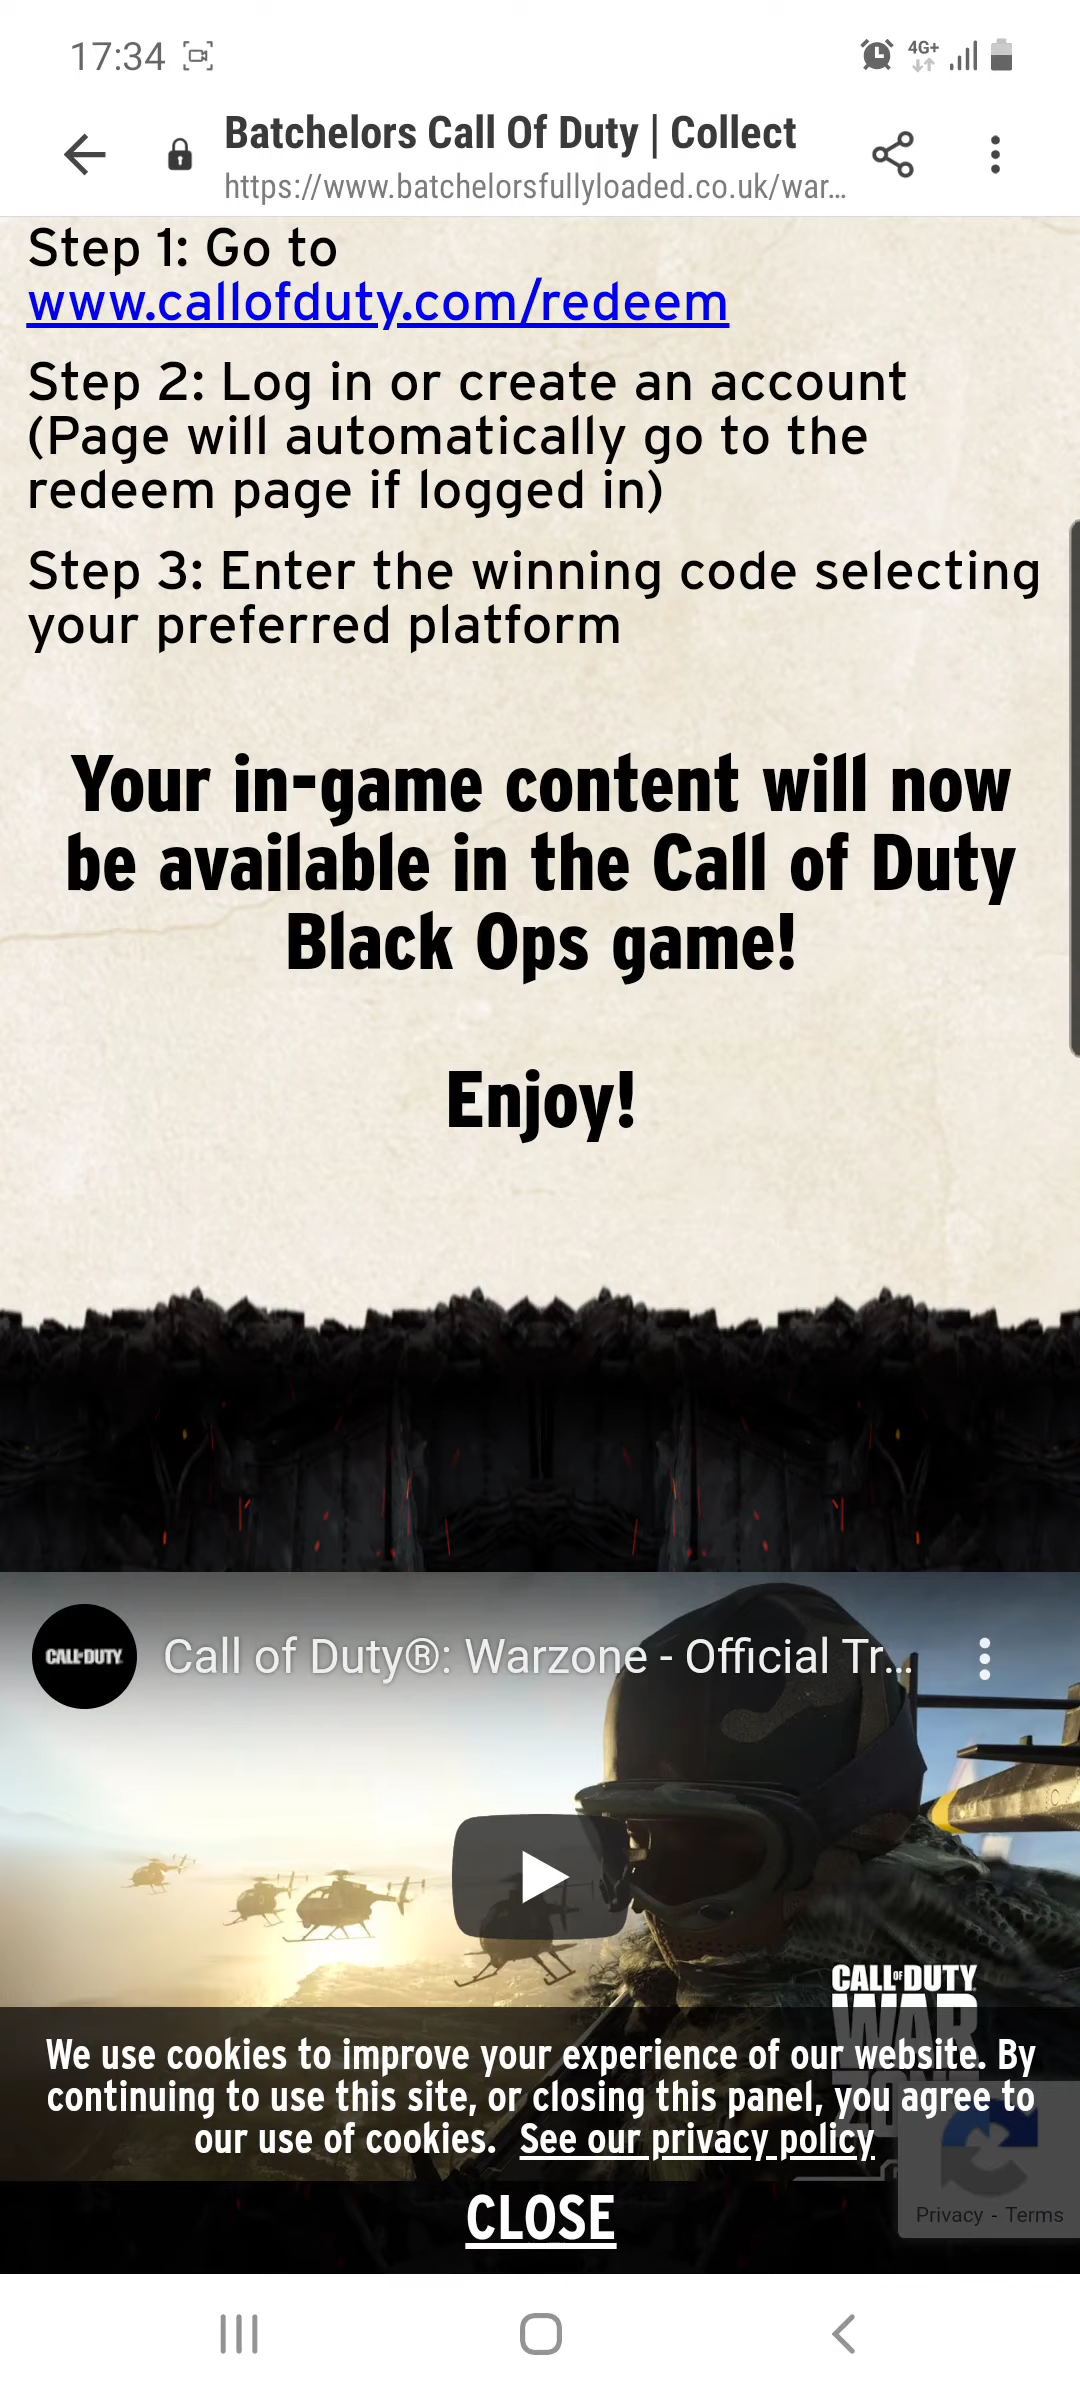 17:34
4G+
Batchelors Call Of Duty | Collect
https://www.batchelorsfullyloaded.co.uk/war...
Step 1: Go to
www.callofduty.com/redeem
Step 2: Log in or create an account
(Page will automatically go to the
redeem page if logged in)
Step 3: Enter the winning code selecting
your preferred platform
Your in-game content will now
be available in the Call of Duty
Black Ops game!
Enjoy!
CALL OF DUTY
Call of Duty®: Warzone - Official Tr...
CALL OF DUTY
WAR
ZONE
We use cookies to improve your experience of our website. By
continuing to use this site, or closing this panel, you agree to
our use of cookies. See our privacy policy
CLOSE
Privacy - Terms